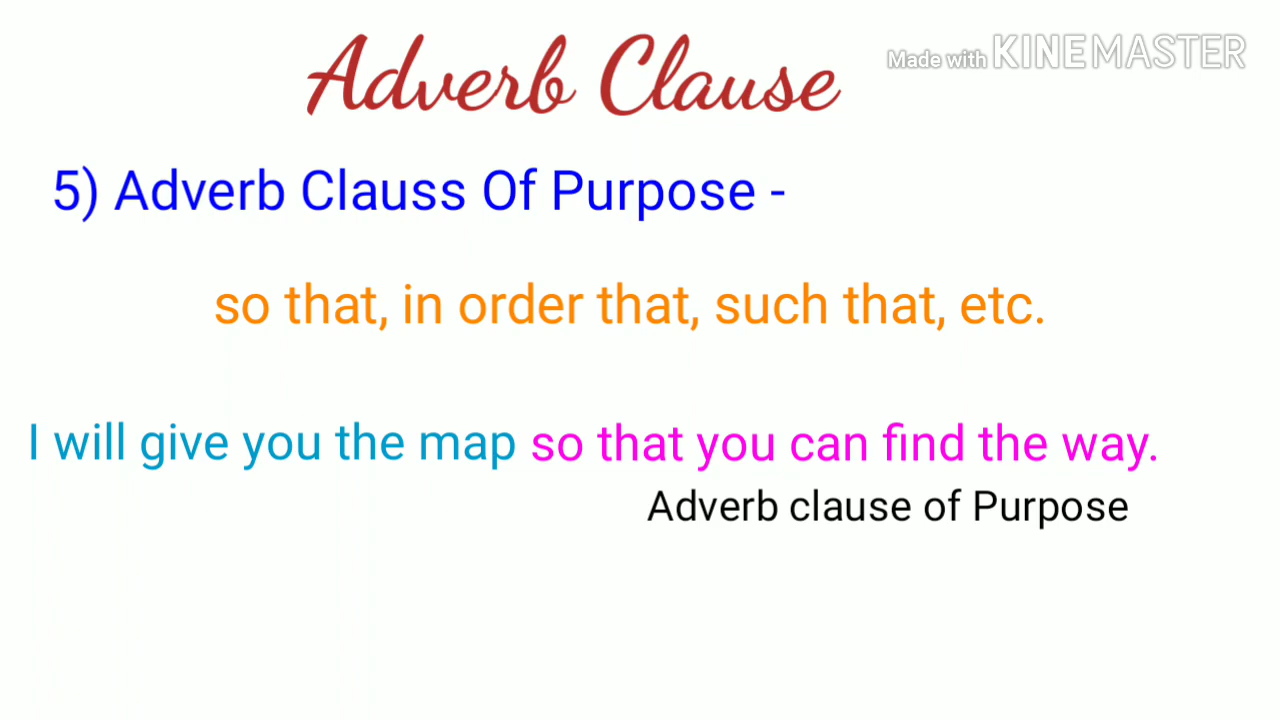 Adverb Clause
Made with KINEMASTER
5) Adverb Clauss Of Purpose -
so that, in order that, such that, etc.
I will give you the map so that you can find the way.
Adverb clause of Purpose